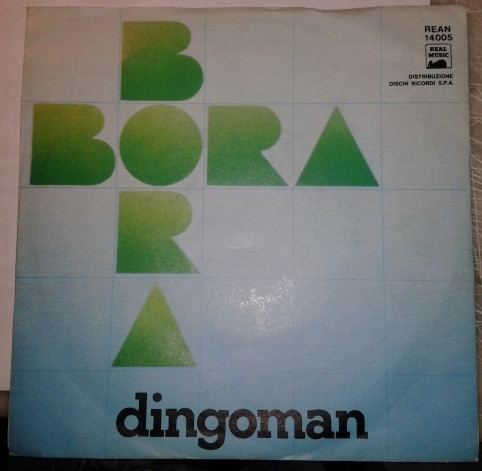 REAN
14005
REAL
MUSIC
DISTRIBUZIONE
DISCHI RICORDI S.P.A.
B
BORA
R
A
dingoman